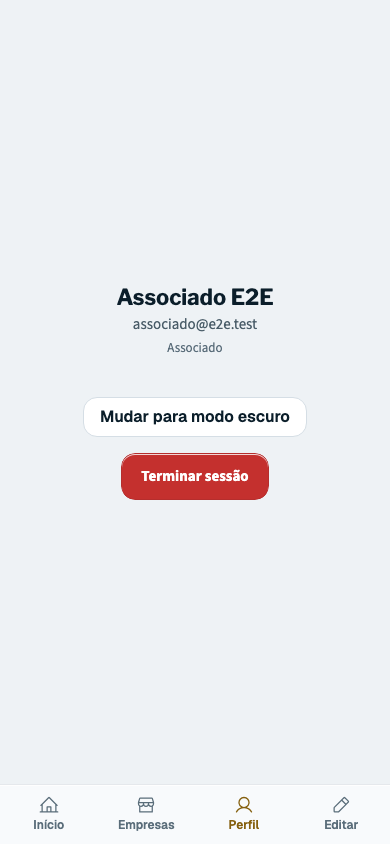 Associado E2E
associado@e2e.test
Associado
Mudar para modo escuro
Terminar sessão
Início
Empresas
Perfil
Editar